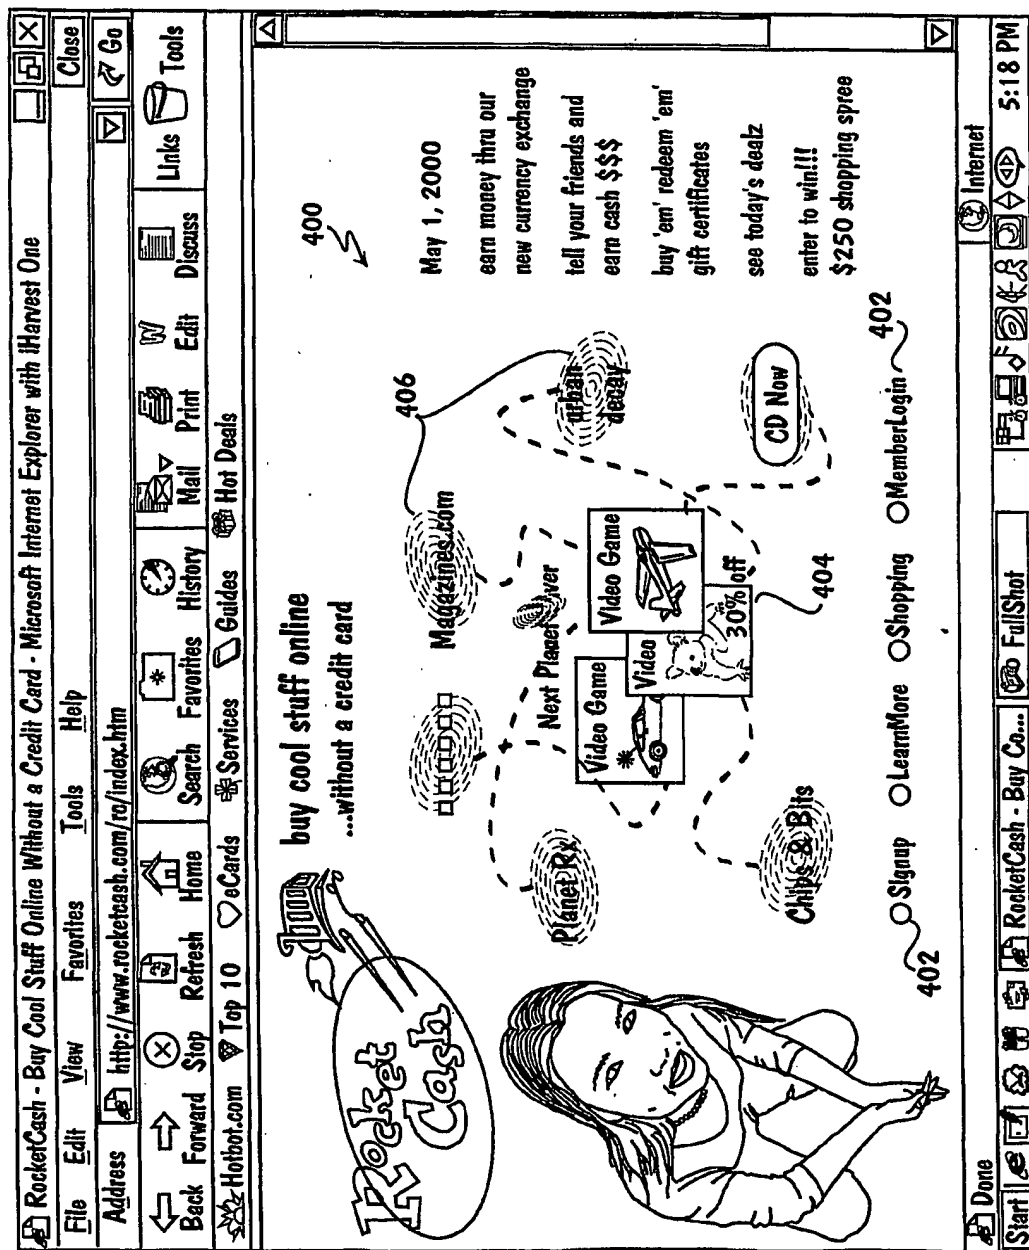 RocketCash - Buy Cool Stuff Online Without a Credit Card - Microsoft Internet Explorer with iHarvest One
File Edit View Favorites Tools Help Close
Address http://www.rocketcash.com/ro/index.htm Go
Back Forward Stop Refresh Home Search Favorites History Mail Print Edit Discuss Links Tools
Hotbot.com Top 10 eCards Services Guides Hot Deals
Rocket
Cash
buy cool stuff online
...without a credit card
400
406
May 1, 2000
earn money thru our
new currency exchange
tell your friends and
earn cash $$$
buy 'em' redeem 'em'
gift certificates
see today's dealz
enter to win!!!
$250 shopping spree
Magazines.com
urban
decay
Planet Rx
Next Planet
Video Game
Video Game
Video
30% off
404
CD Now
Chips & Bits
402
Signup LearnMore Shopping MemberLogin
402
Done Internet
Start RocketCash - Buy Co... FullShot 5:18 PM